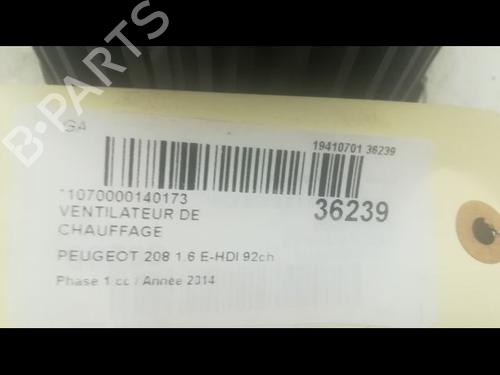 B-PARTS
GA
19410701 36239
*1070000140173
36239
VENTILATEUR DE
CHAUFFAGE
PEUGEOT 208 1.6 E-HDI 92ch
Phase 1 cc / Année 2014